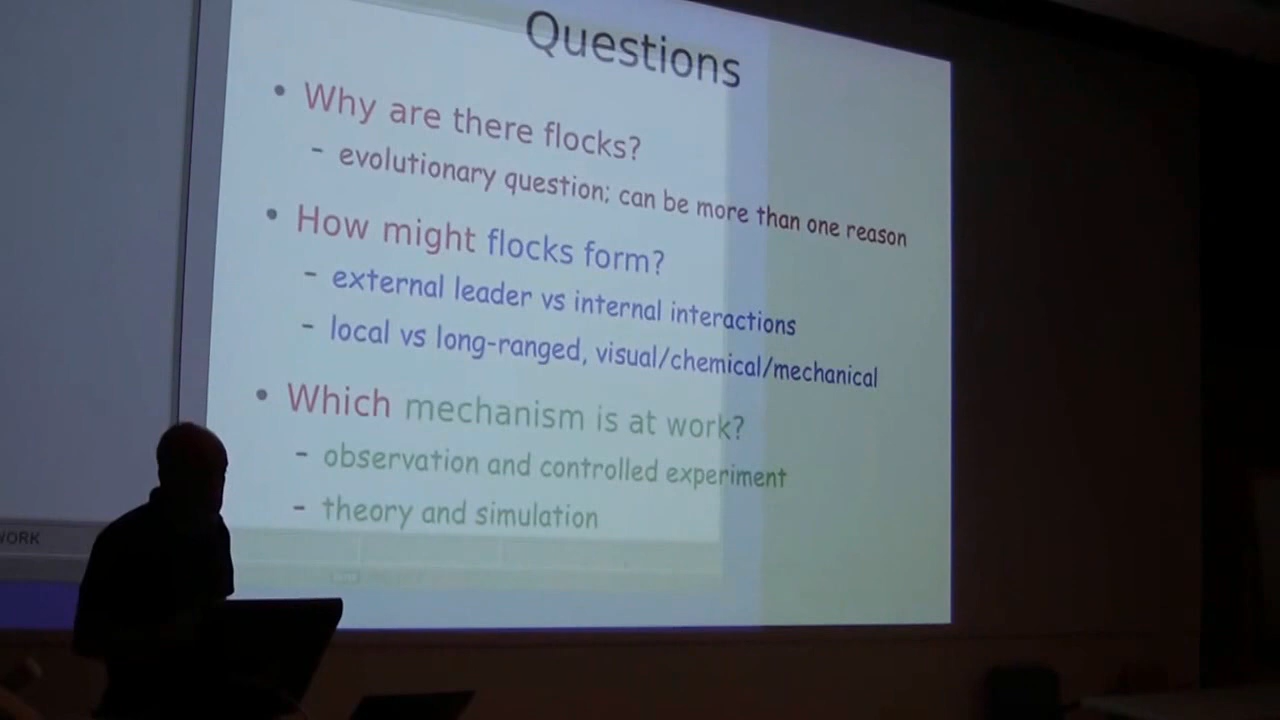 Questions
• Why are there flocks?
– evolutionary question; can be more than one reason
• How might flocks form?
– external leader vs internal interactions
– local vs long-ranged, visual/chemical/mechanical
• Which mechanism is at work?
– observation and controlled experiment
– theory and simulation
WORK